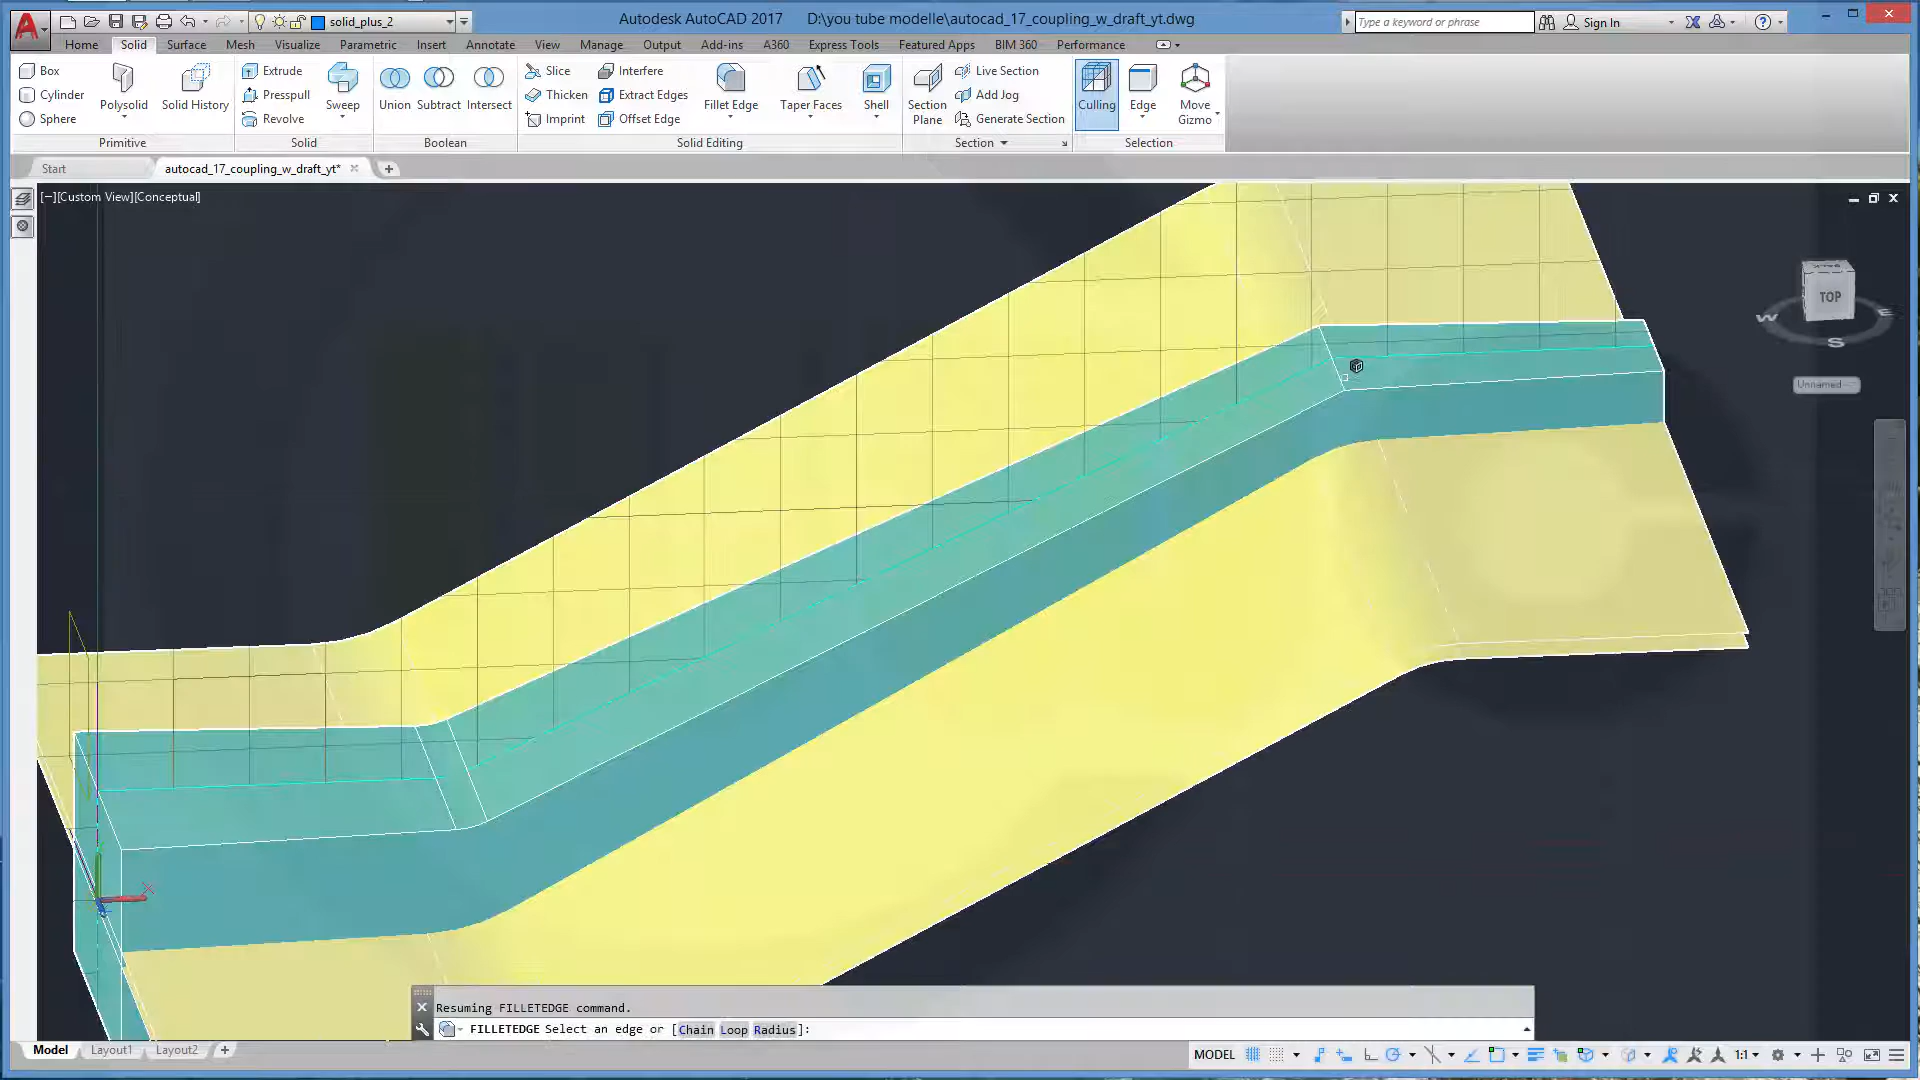 solid_plus_2
Autodesk AutoCAD 2017 D:\you tube modelle\autocad_17_coupling_w_draft_yt.dwg
Type a keyword or phrase
Sign In
Home Solid Surface Mesh Visualize Parametric Insert Annotate View Manage Output Add-ins A360 Express Tools Featured Apps BIM 360 Performance
Box
Cylinder
Sphere
Polysolid
Solid History
Primitive
Extrude
Presspull
Revolve
Sweep
Solid
Union
Subtract
Intersect
Boolean
Slice
Thicken
Imprint
Interfere
Extract Edges
Offset Edge
Fillet Edge
Taper Faces
Shell
Solid Editing
Section Plane
Live Section
Add Jog
Generate Section
Section
Culling
Edge
Move Gizmo
Selection
Start
autocad_17_coupling_w_draft_yt*
[−][Custom View][Conceptual]
TOP
W
E
S
Unnamed
X
Resuming FILLETEDGE command.
FILLETEDGE Select an edge or [Chain Loop Radius]:
Model Layout1 Layout2
MODEL
1:1